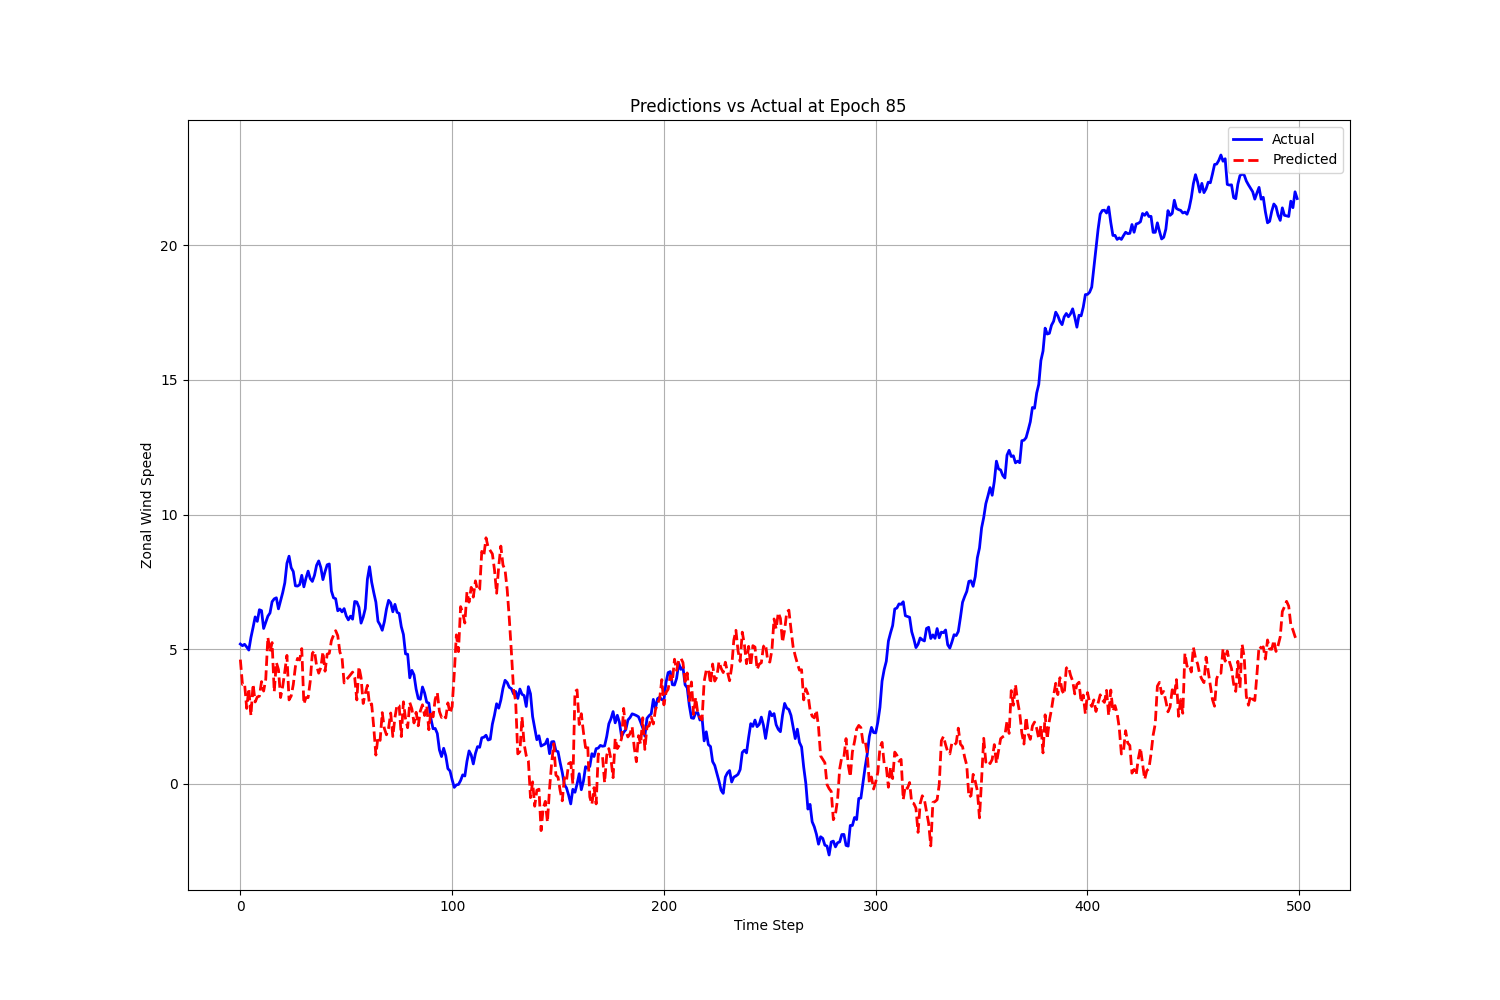 Predictions vs Actual at Epoch 85
Actual
Predicted
Zonal Wind Speed
20
15
10
5
0
0 100 200 300 400 500
Time Step